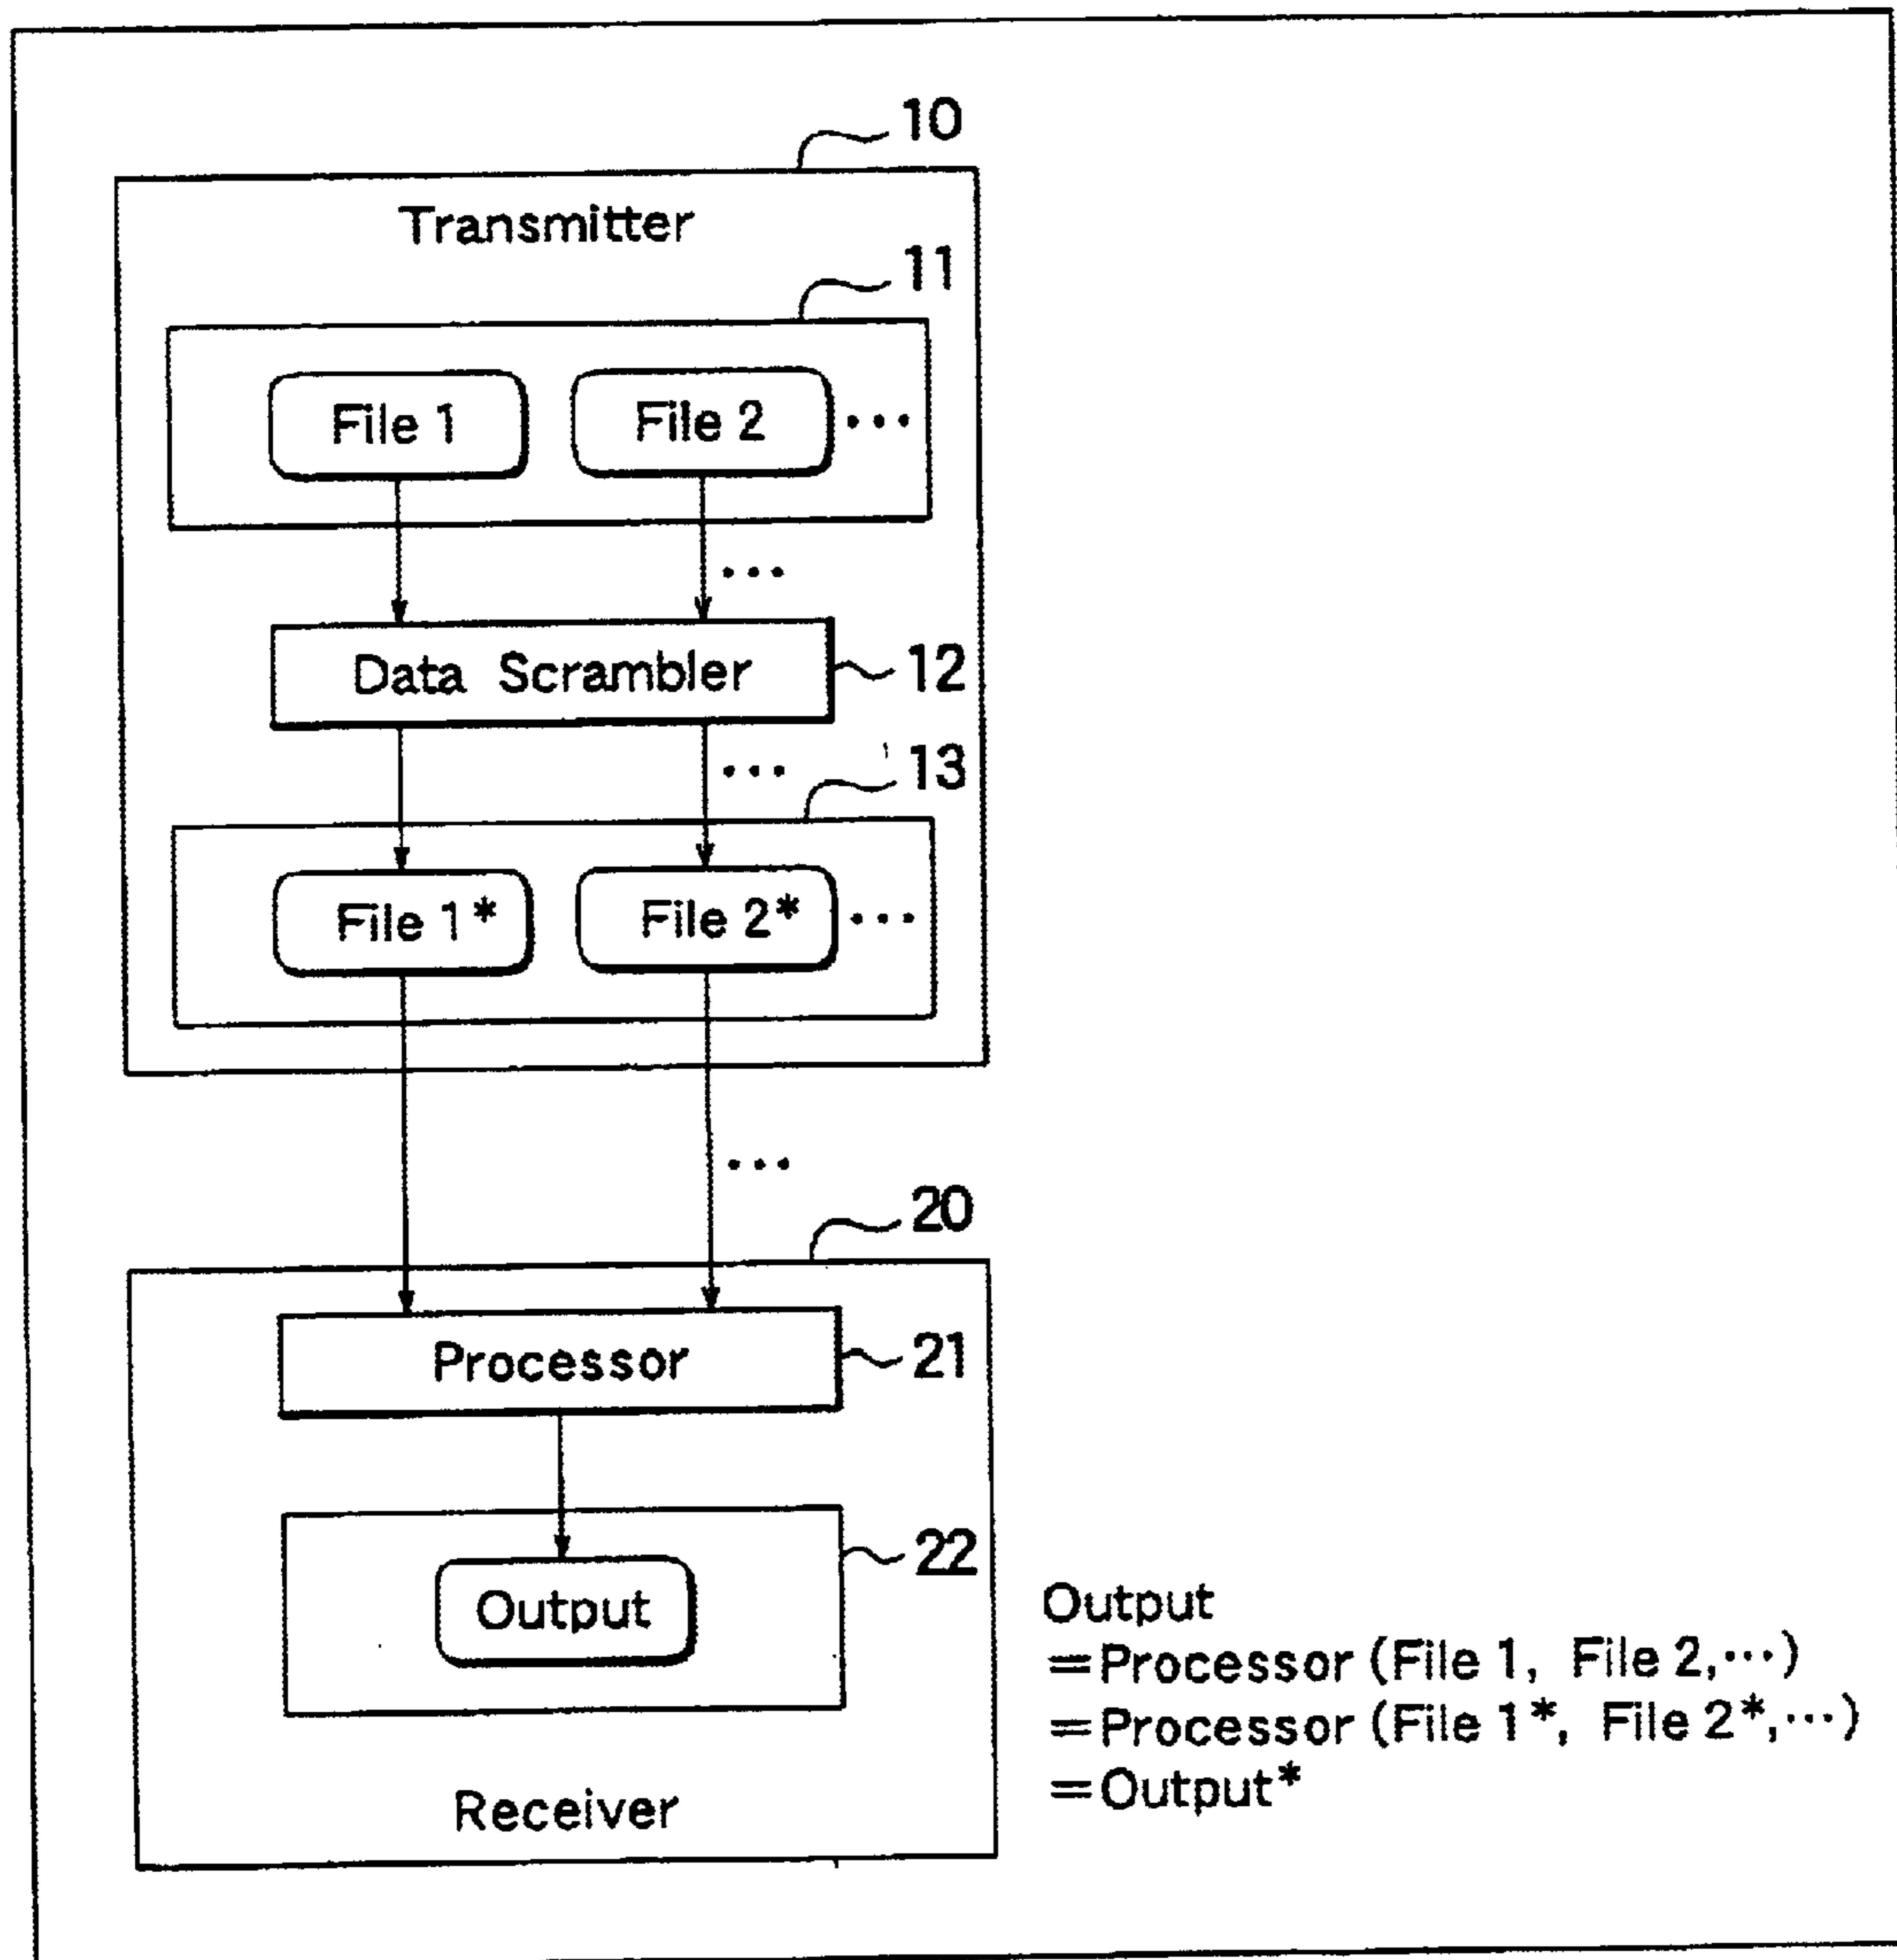 10
Transmitter
11
File 1 File 2 ...
...
Data Scrambler 12
...
13
File 1* File 2* ...
...
20
Processor 21
22
Output
Output
=Processor (File 1, File 2,...)
=Processor (File 1*, File 2*,...)
=Output*
Receiver